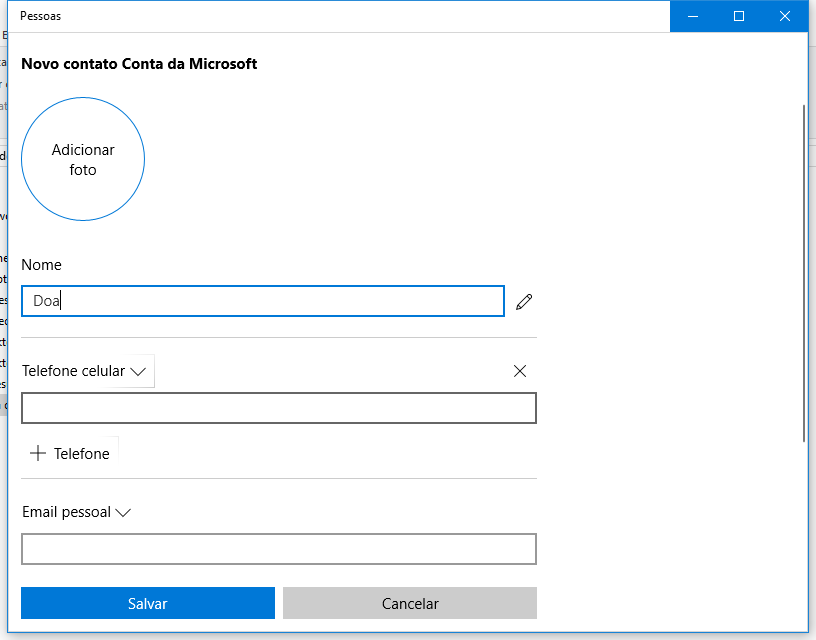 Pessoas
Novo contato Conta da Microsoft
Adicionar
foto
Nome
Doa
Telefone celular
Telefone
Email pessoal
Salvar
Cancelar